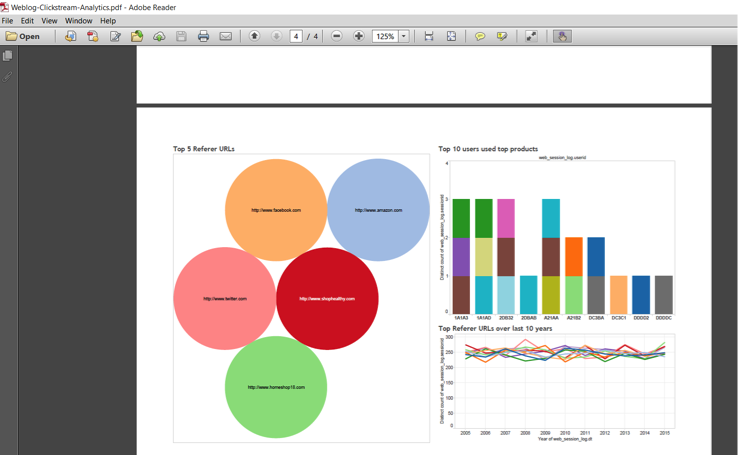 Weblog-Clickstream-Analytics.pdf - Adobe Reader
File Edit View Window Help
Open 4 / 4 125%
Top 5 Referer URLs
http://www.facebook.com
http://www.amazon.com
http://www.twitter.com
http://www.shophealthy.com
http://www.homeshop18.com
Top 10 users used top products
web_session_log.userid
Distinct count of web_session_log.sessionid
4
3
2
1
0
1A1A3 1A1AD 2DB32 2DBAB A21AA A21B2 DC3BA DC3C1 DDDD2 DDDDC
Top Referer URLs over last 10 years
Distinct count of web_session_log.sessionid
300
250
200
150
100
50
0
2005 2006 2007 2008 2009 2010 2011 2012 2013 2014 2015
Year of web_session_log.dt